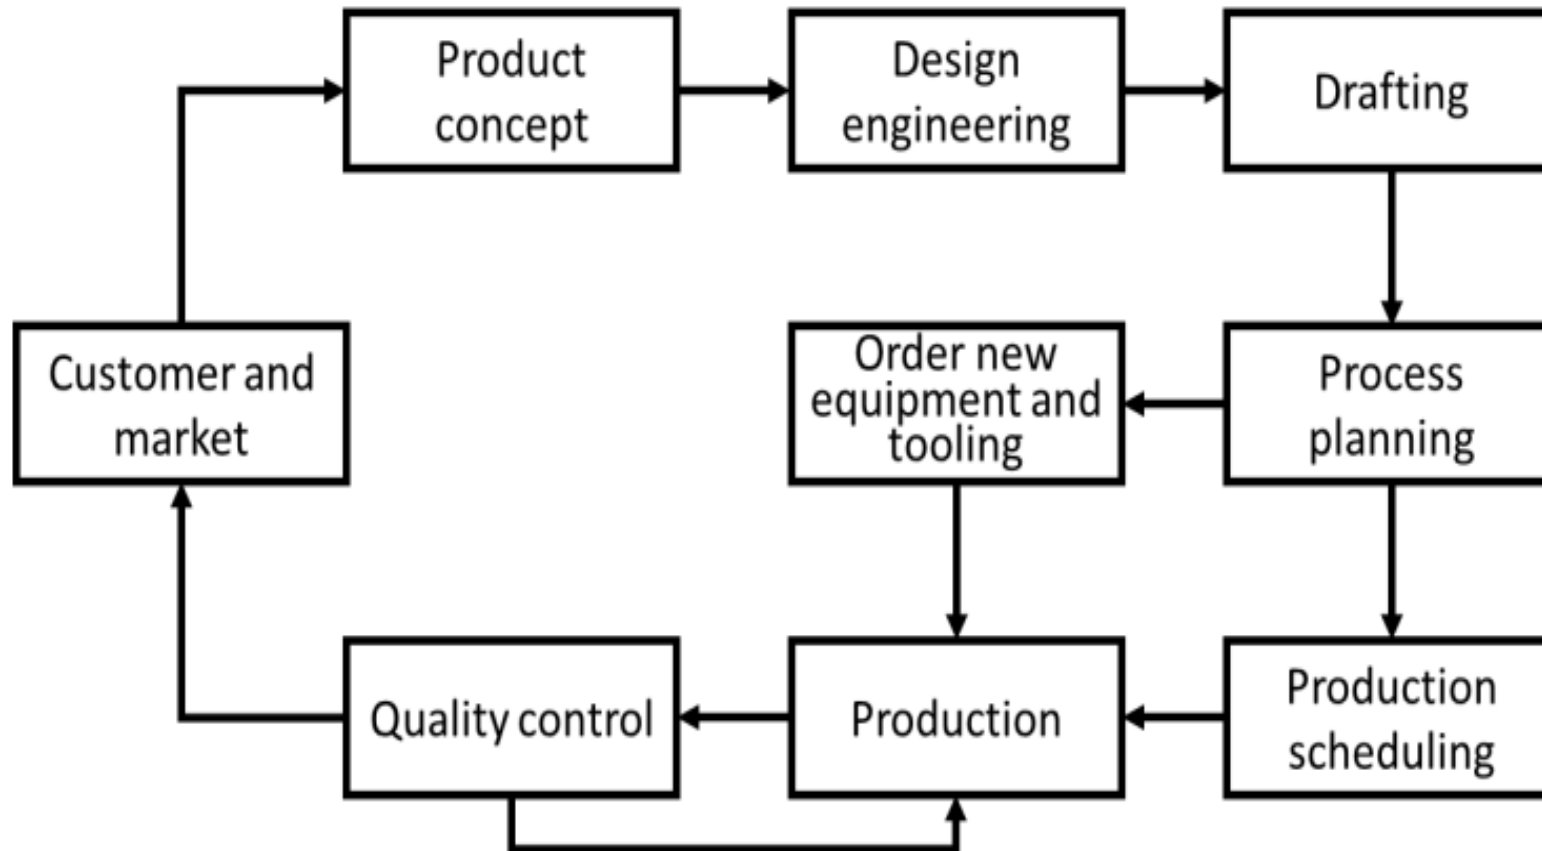 Product
concept
Design
engineering
Drafting
Customer and
market
Order new
equipment and
tooling
Process
planning
Quality control
Production
Production
scheduling